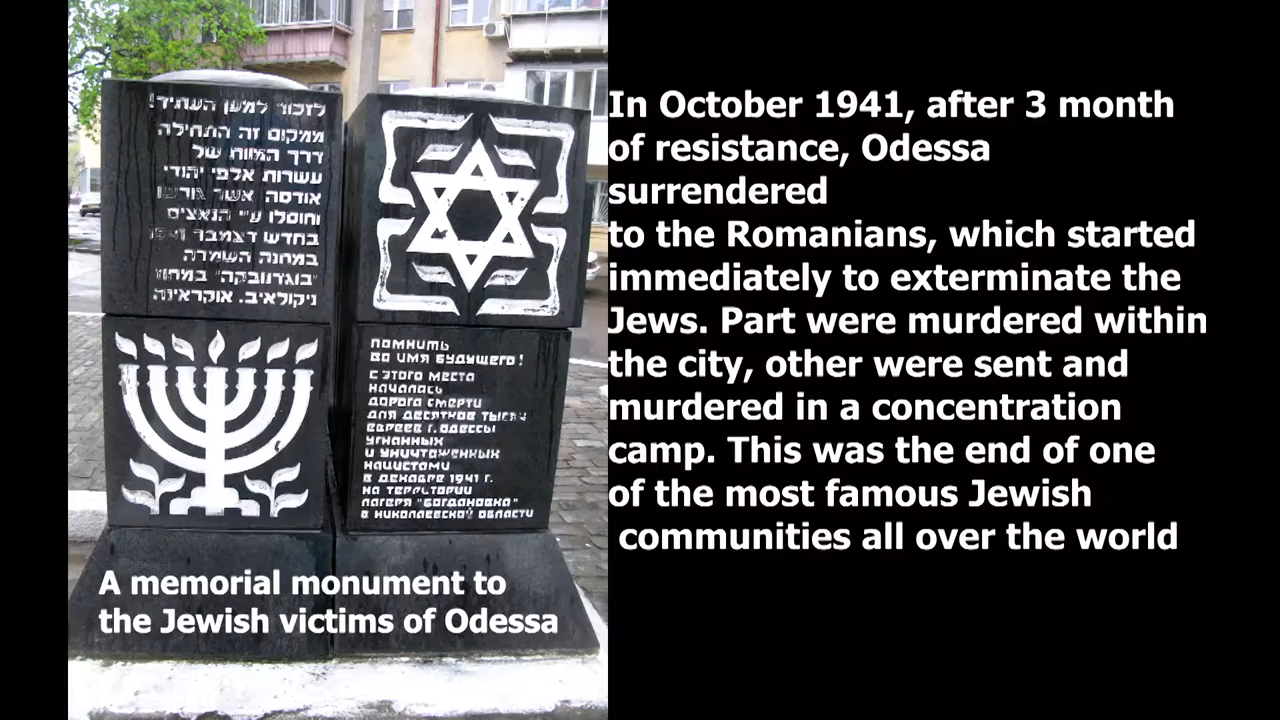 לזכור למען העתיד!
ממקום זה התחילה
דרך המוות של
עשרות אלפי יהודי
אודסה אשר גורשו
וחוסלו ע"י הנאצים
בחדש דצמבר 1941
במחנה השמדה
"בוגדנובקה" במחוז
ניקולאיב. אוקראינה
ПОМНИТЬ
ВО ИМЯ БУДУЩЕГО!
С ЭТОГО МЕСТА
НАЧАЛАСЬ
ДОРОГА СМЕРТИ
ДЛЯ ДЕСЯТКОВ ТЫСЯЧ
ЕВРЕЕВ Г. ОДЕССЫ
УГНАННЫХ
И УНИЧТОЖЕННЫХ
НАЦИСТАМИ
В ДЕКАБРЕ 1941 Г.
НА ТЕРРИТОРИИ
ЛАГЕРЯ "БОГДАНОВКА"
В НИКОЛАЕВСКОЙ ОБЛАСТИ
A memorial monument to
the Jewish victims of Odessa
In October 1941, after 3 month
of resistance, Odessa
surrendered
to the Romanians, which started
immediately to exterminate the
Jews. Part were murdered within
the city, other were sent and
murdered in a concentration
camp. This was the end of one
of the most famous Jewish
communities all over the world